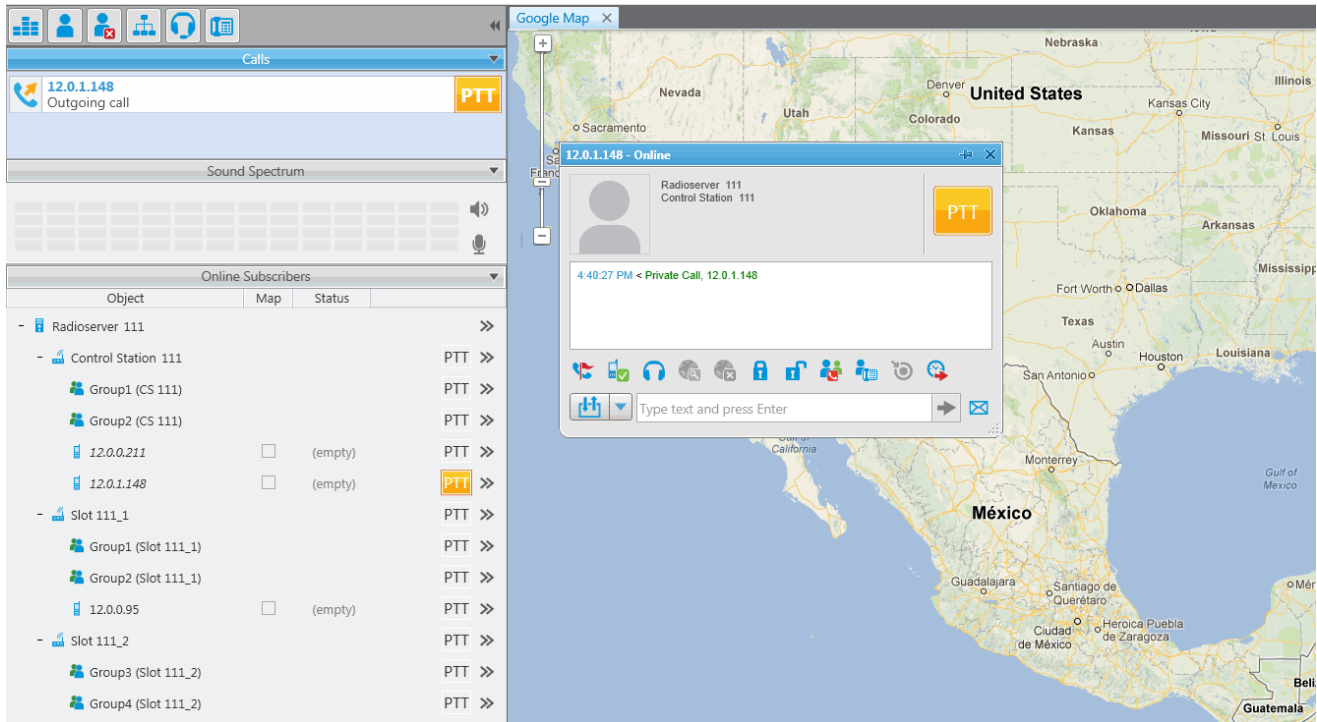 Calls
12.0.1.148
Outgoing call
PTT
Sound Spectrum
Online Subscribers
Object Map Status
- Radioserver 111
- Control Station 111 PTT
Group1 (CS 111) PTT
Group2 (CS 111) PTT
12.0.0.211 (empty) PTT
12.0.1.148 (empty) PTT
- Slot 111_1 PTT
Group1 (Slot 111_1) PTT
Group2 (Slot 111_1) PTT
12.0.0.95 (empty) PTT
- Slot 111_2 PTT
Group3 (Slot 111_2) PTT
Group4 (Slot 111_2) PTT
Google Map
Nebraska
Nevada
Utah
Denver
United States
Illinois
Colorado
Kansas City
Sacramento
Kansas
Missouri
St. Louis
12.0.1.148 - Online
Radioserver 111
Control Station 111
PTT
4:40:27 PM < Private Call, 12.0.1.148
Type text and press Enter
Oklahoma
Arkansas
Mississipp
Fort Worth
Dallas
Texas
Austin
Houston
Louisiana
San Antonio
California
Monterrey
Gulf of
Mexico
México
Guadalajara
Santiago de
Querétaro
Ciudad
de México
Heroica Puebla
de Zaragoza
Mér
Beli
Guatemala